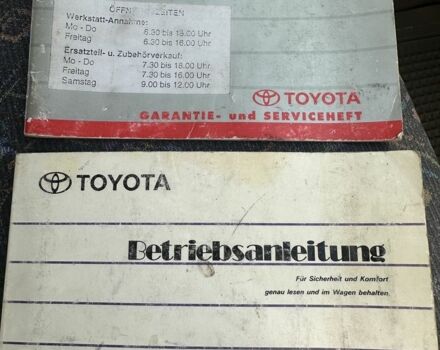 ÖFFNUNGSZEITEN
Werkstatt-Annahme:
Mo - Do 6.30 bis 18.00 Uhr
Freitag 6.30 bis 16.00 Uhr
Ersatzteil- u. Zubehörverkauf:
Mo - Do 7.30 bis 18.00 Uhr
Freitag 7.30 bis 16.00 Uhr
Samstag 9.00 bis 12.00 Uhr
TOYOTA
GARANTIE- und SERVICEHEFT
TOYOTA
Betriebsanleitung
Für Sicherheit und Komfort
genau lesen und im Wagen behalten.